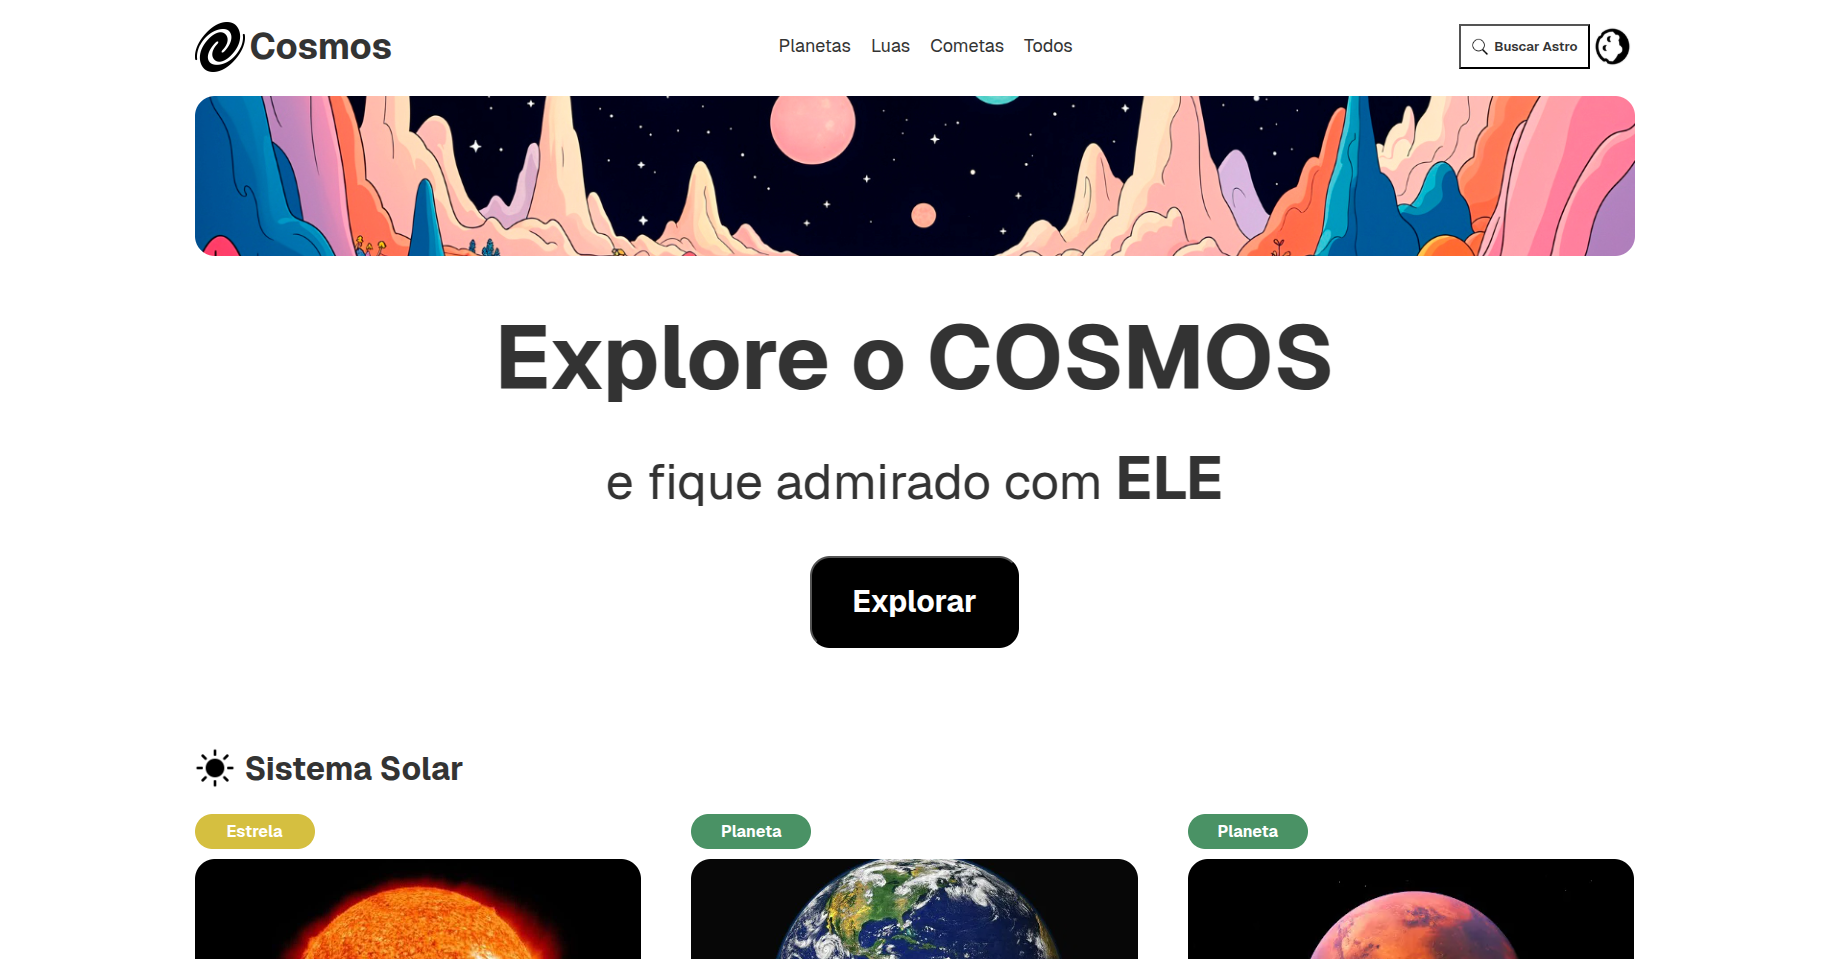 Cosmos
Planetas Luas Cometas Todos
Buscar Astro
Explore o COSMOS
e fique admirado com ELE
Explorar
Sistema Solar
Estrela
Planeta
Planeta